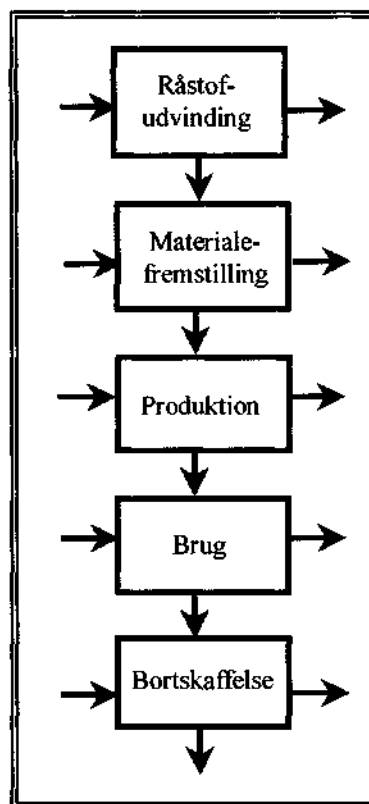 Råstof-
udvinding
Materiale-
fremstilling
Produktion
Brug
Bortskaffelse